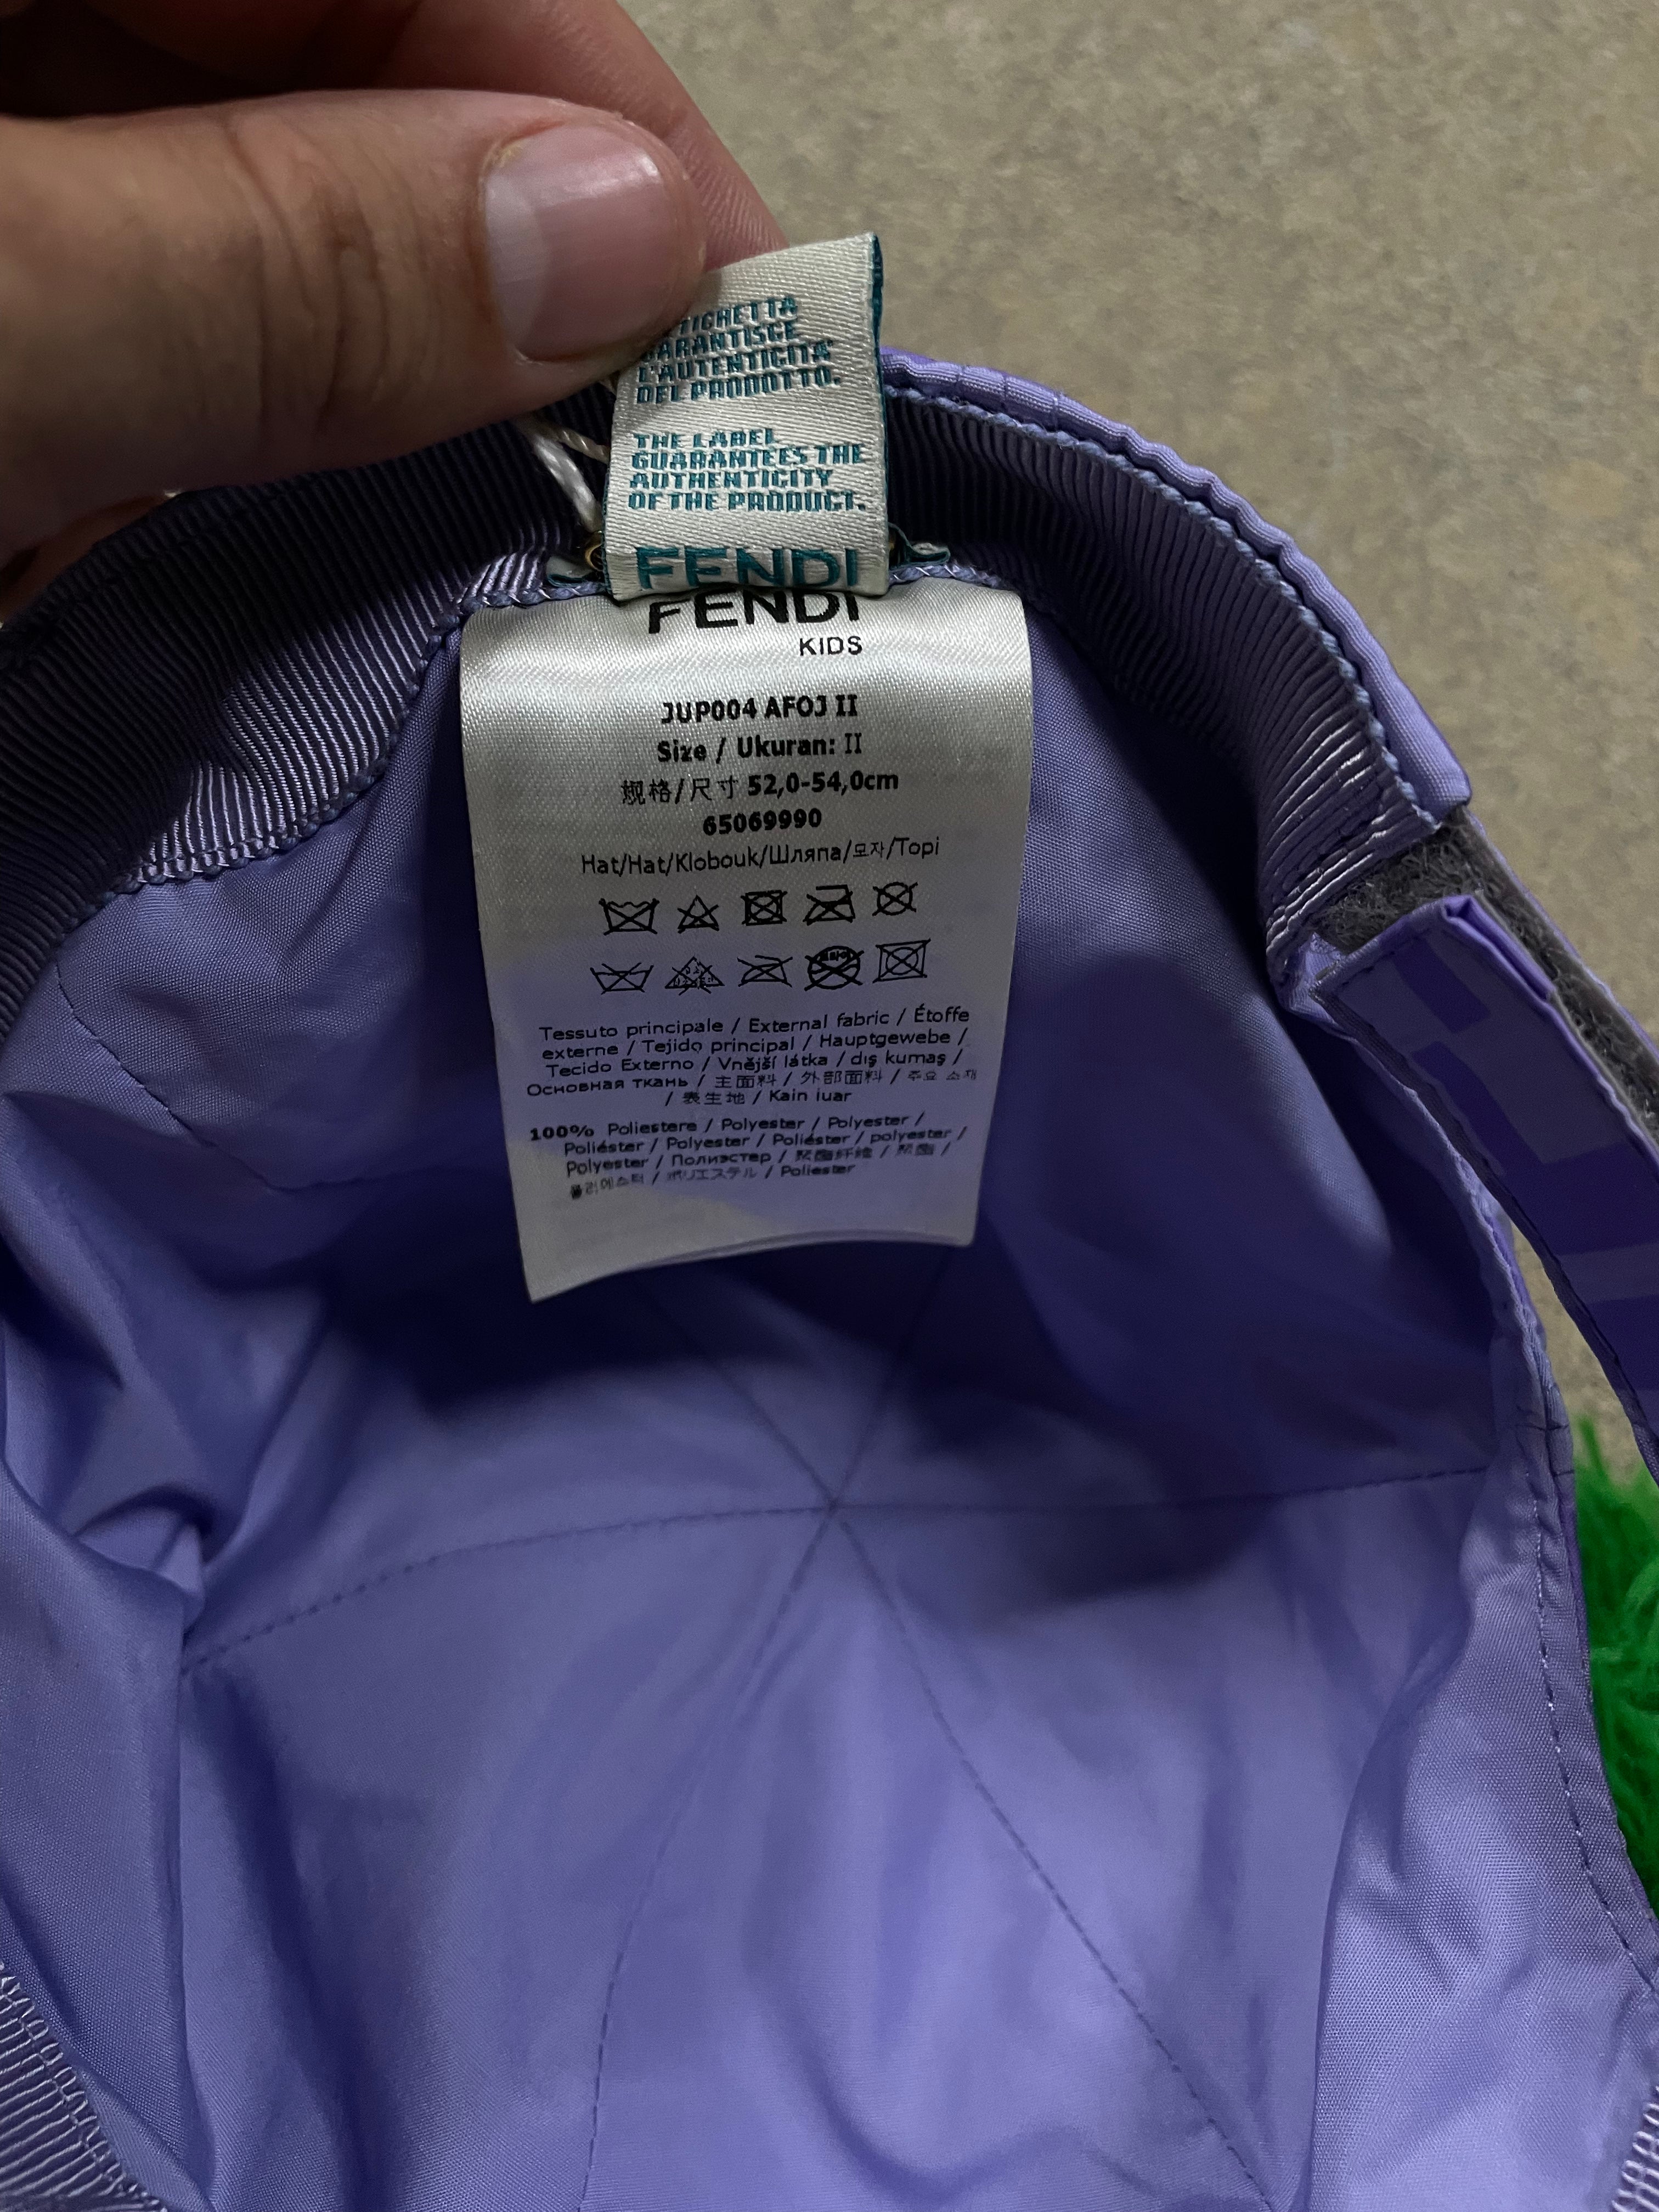 GARANTISCE
L'AUTENTICITA'
DEL PRODOTTO.
THE LABEL
GUARANTEES THE
AUTHENTICITY
OF THE PRODUCT.
FENDI
FENDI
KIDS
JUP004 AFOJ II
Size / Ukuran: II
规格/尺寸 52,0-54,0cm
65069990
Hat/Hat/Klobouk/Шляпа/모자/Topi
Tessuto principale / External fabric / Étoffe
externe / Tejido principal / Hauptgewebe /
Tecido Externo / Vnější látka / dış kumaş /
Основная ткань / 主面料 / 外部面料 / 주요 소재
/ 表生地 / Kain luar
100% Poliestere / Polyester / Polyester /
Poliéster / Polyester / Poliéster / polyester /
Polyester / Полиэстер / 聚酯纤维 / 聚酯 /
폴리에스터 / ポリエステル / Poliester